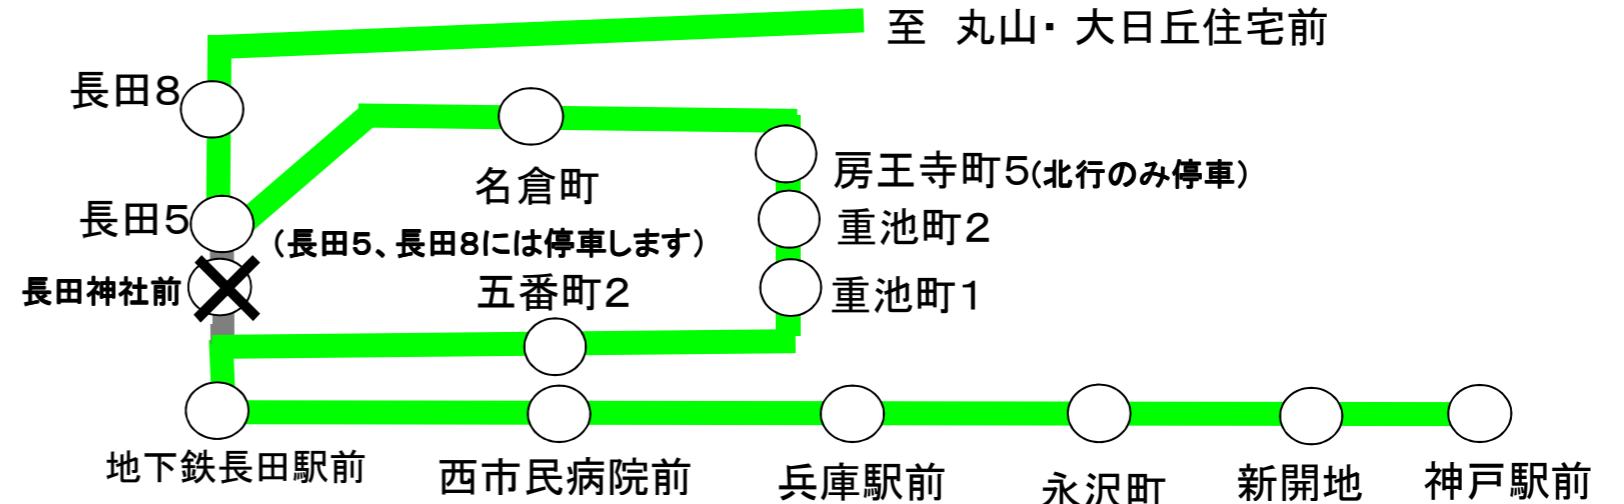 至　丸山・大日丘住宅前
長田８
名倉町
房王寺町５(北行のみ停車)
長田５
重池町２
（長田５、長田８には停車します）
長田神社前
五番町２
重池町１
地下鉄長田駅前
西市民病院前
兵庫駅前
永沢町
新開地
神戸駅前